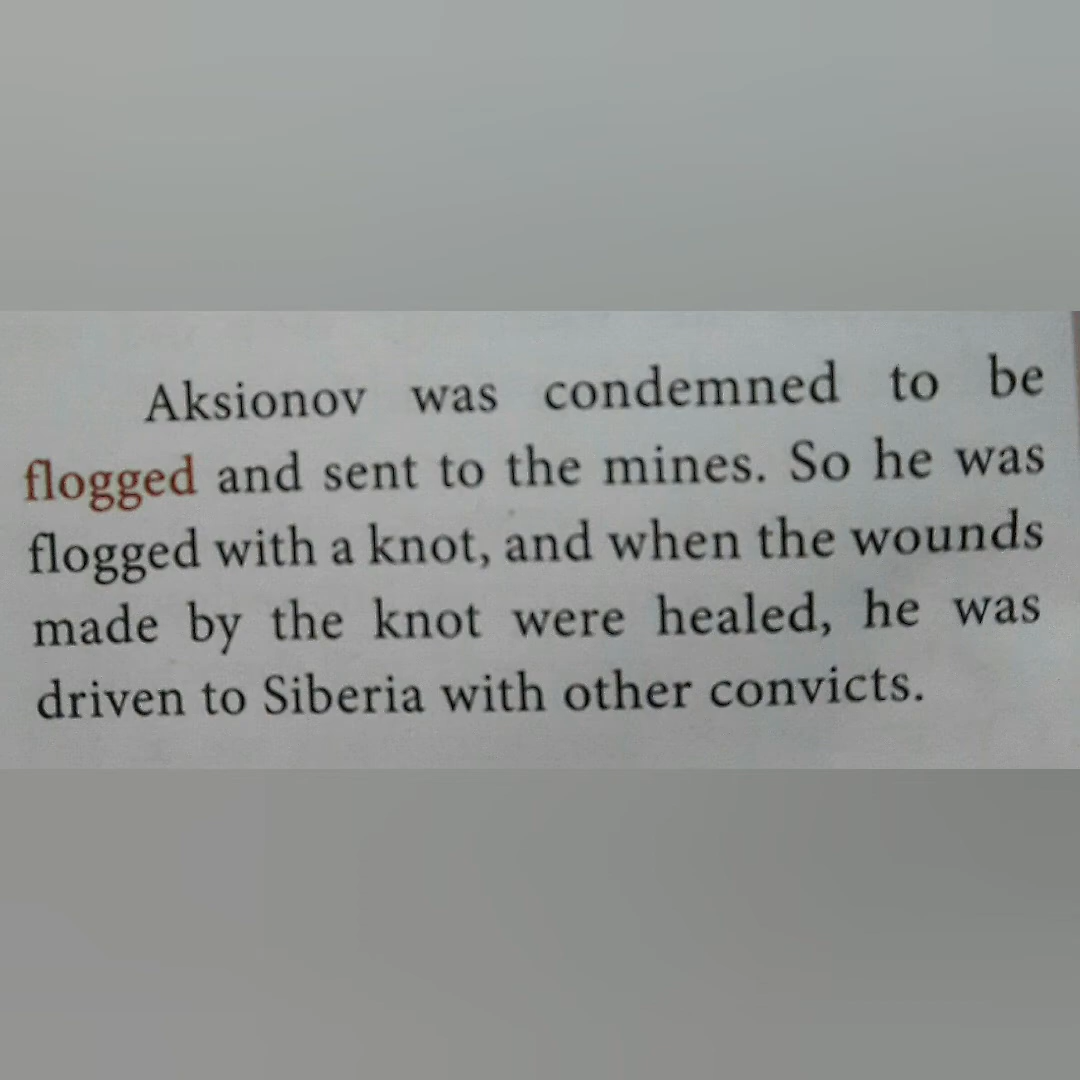 Aksionov was condemned to be
flogged and sent to the mines. So he was
flogged with a knot, and when the wounds
made by the knot were healed, he was
driven to Siberia with other convicts.